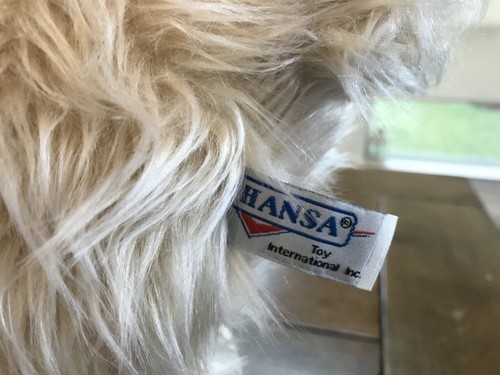 HANSA®
Toy
International Inc.